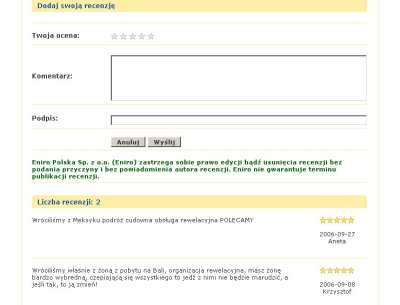 Dodaj swoją recenzję
Twoja ocena:
Komentarz:
Podpis:
Anuluj Wyślij
Eniro Polska Sp. z o.o. (Eniro) zastrzega sobie prawo edycji bądź usunięcia recenzji bez
podania przyczyny i bez powiadomienia autora recenzji. Eniro nie gwarantuje terminu
publikacji recenzji.
Liczba recenzji: 2
Wróciliśmy z Meksyku podróż cudowna obsługa rewelacyjna POLECAMY
2006-09-27
Aneta
Wróciliśmy właśnie z żoną z pobytu na Bali, organizacja rewelacyjna, miasz żonę
bardzo wybredną, czepiającą się wszystkiego to jedź z nimi nie będzie marudzić, a
jeśli tak, to ją zmień!
2006-09-08
Krzysztof